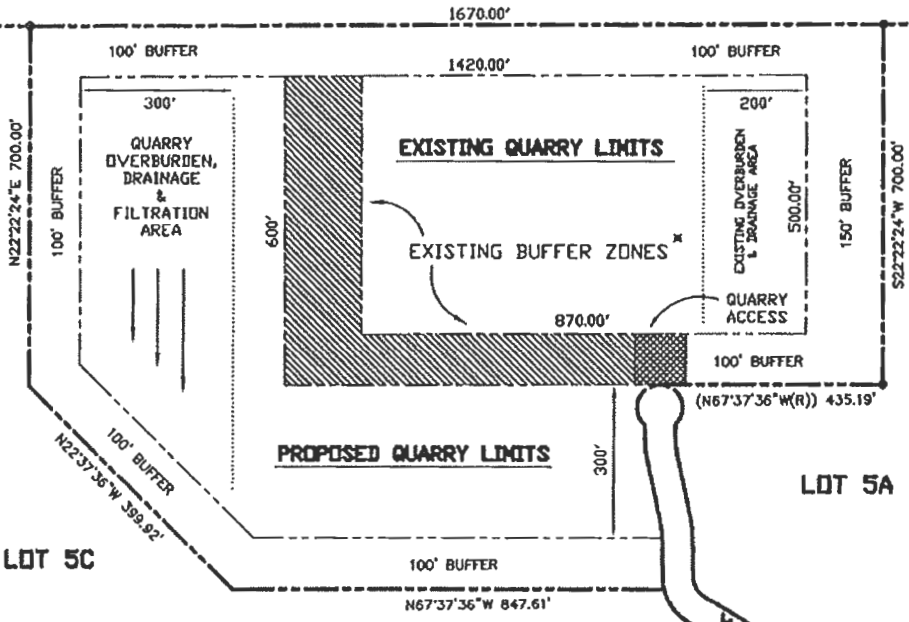 1670.00'
100' BUFFER
100' BUFFER
1420.00'
300'
200'
QUARRY
OVERBURDEN,
DRAINAGE
&
FILTRATION
AREA
EXISTING QUARRY LIMITS
EXISTING OVERBURDEN
& DRAINAGE AREA
500.00'
150' BUFFER
S22°22'24"W 700.00'
N22°22'24"E 700.00'
100' BUFFER
600'
EXISTING BUFFER ZONES*
QUARRY
ACCESS
870.00'
100' BUFFER
(N67°37'36"W(R)) 435.19'
100' BUFFER
N22°37'36"W 399.92'
PROPOSED QUARRY LIMITS
300'
LOT 5A
LOT 5C
100' BUFFER
N67°37'36"W 847.61'